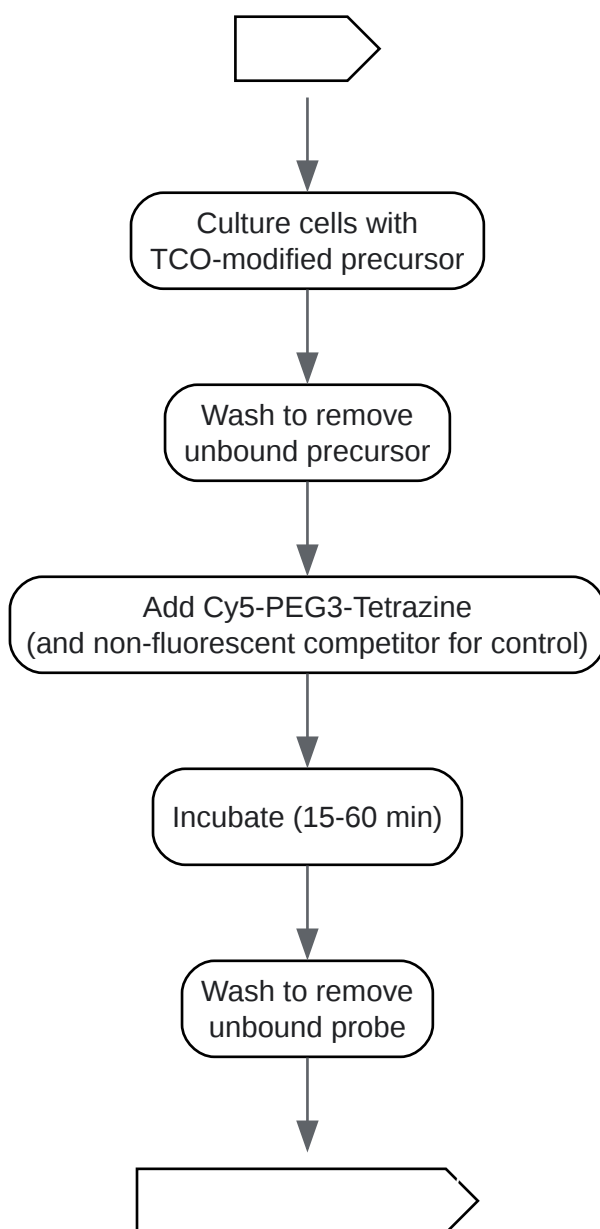 Culture cells with
TCO-modified precursor
Wash to remove
unbound precursor
Add Cy5-PEG3-Tetrazine
(and non-fluorescent competitor for control)
Incubate (15-60 min)
Wash to remove
unbound probe